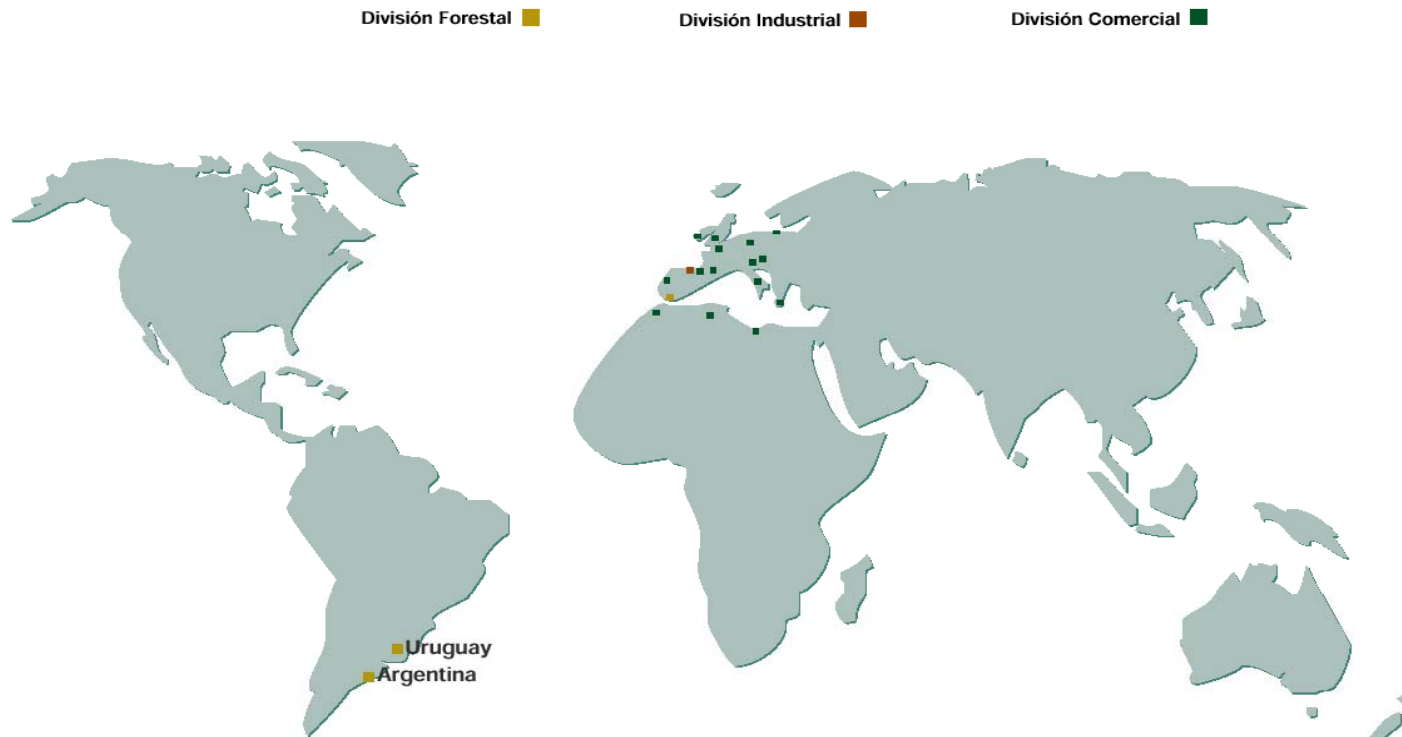 División Forestal
División Industrial
División Comercial
Uruguay
Argentina